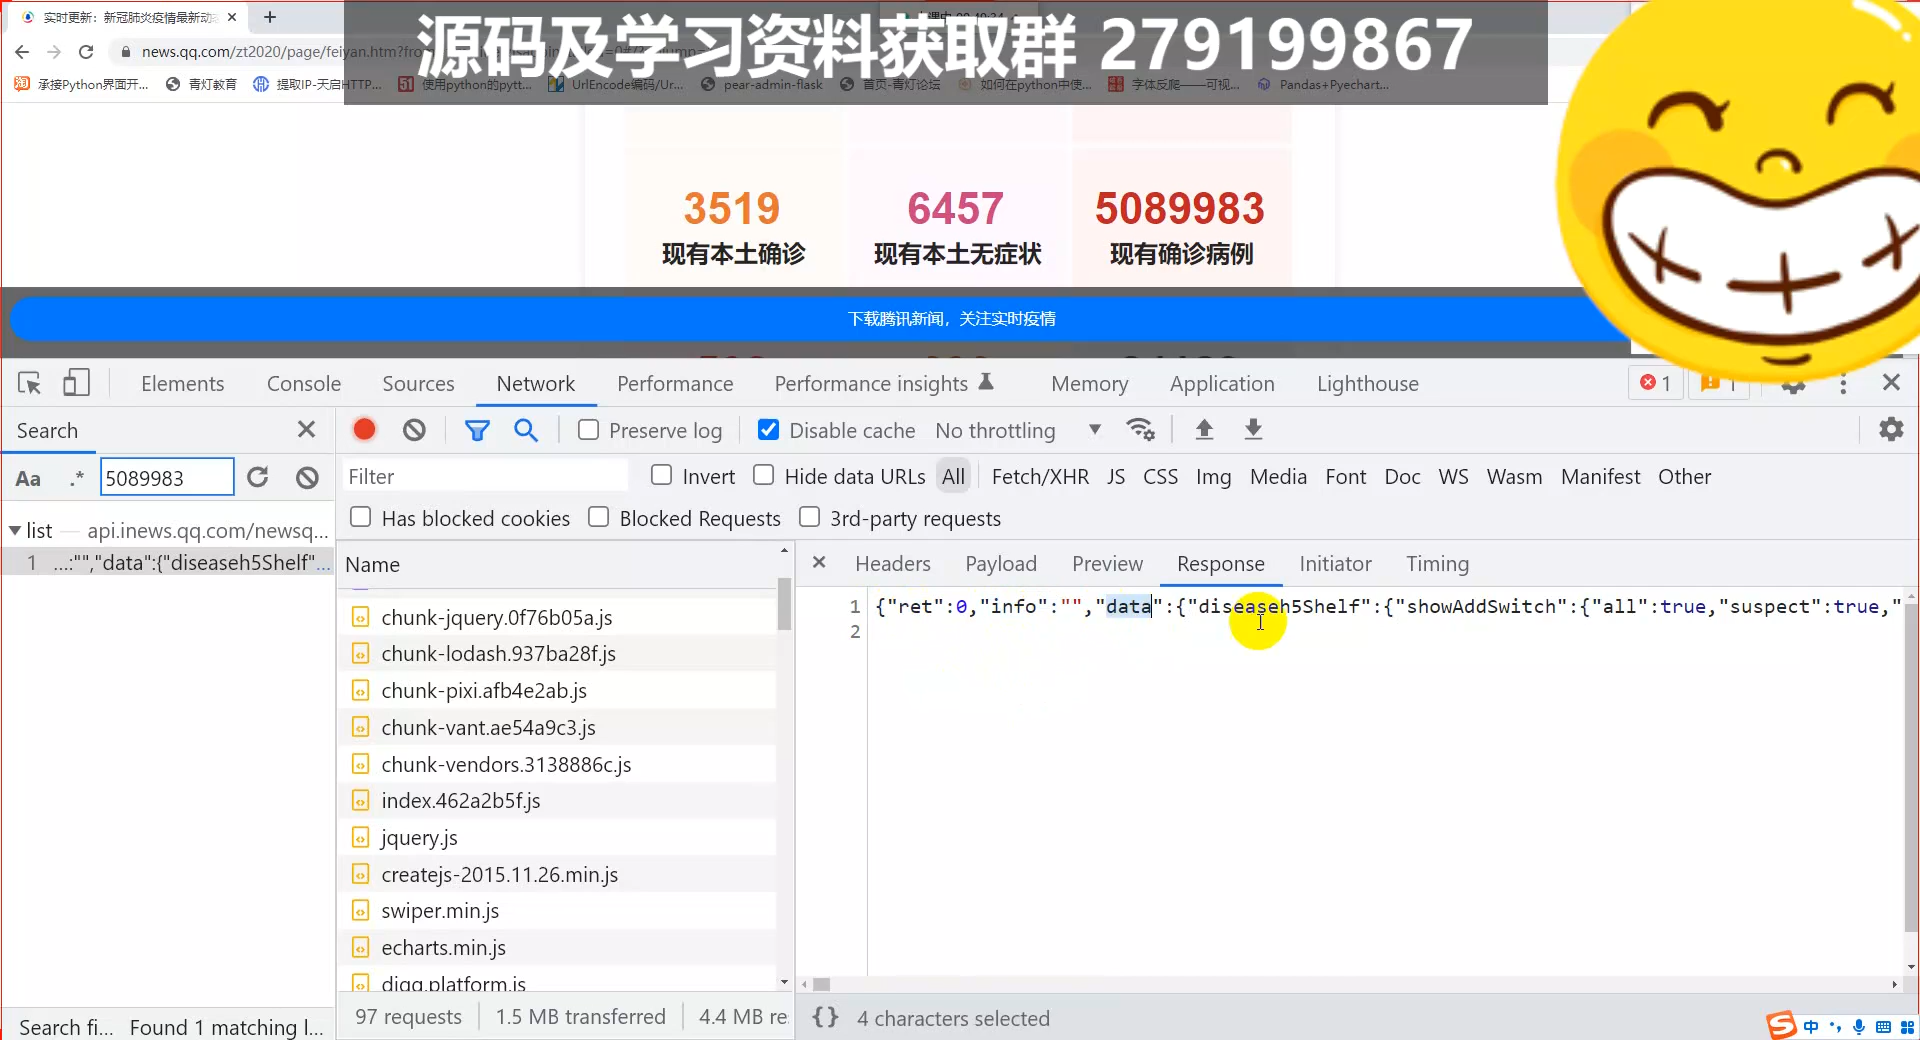 实时更新：新冠肺炎疫情最新动态
源码及学习资料获取群 279199867
news.qq.com/zt2020/page/feiyan.htm?fro
承接Python界面开... 青灯教育 提取IP-天启HTTP... 使用python的pytt... UrlEncode编码/Ur... pear-admin-flask 首页-青灯论坛 如何在python中使... 字体反爬——可视... Pandas+Pyechart...
3519 6457 5089983
现有本土确诊 现有本土无症状 现有确诊病例
下载腾讯新闻，关注实时疫情
Elements Console Sources Network Performance Performance insights Memory Application Lighthouse 1 1
Search
Preserve log Disable cache No throttling
Aa .* 5089983
Filter Invert Hide data URLs All Fetch/XHR JS CSS Img Media Font Doc WS Wasm Manifest Other
Has blocked cookies Blocked Requests 3rd-party requests
list — api.inews.qq.com/newsq...
1 ...:"","data":{"diseaseh5Shelf"...
Name
Headers Payload Preview Response Initiator Timing
1 {"ret":0,"info":"","data":{"diseaseh5Shelf":{"showAddSwitch":{"all":true,"suspect":true,"
2
chunk-jquery.0f76b05a.js
chunk-lodash.937ba28f.js
chunk-pixi.afb4e2ab.js
chunk-vant.ae54a9c3.js
chunk-vendors.3138886c.js
index.462a2b5f.js
jquery.js
createjs-2015.11.26.min.js
swiper.min.js
echarts.min.js
digg.platform.js
Search fi... Found 1 matching l...
97 requests 1.5 MB transferred 4.4 MB re
{} 4 characters selected
中